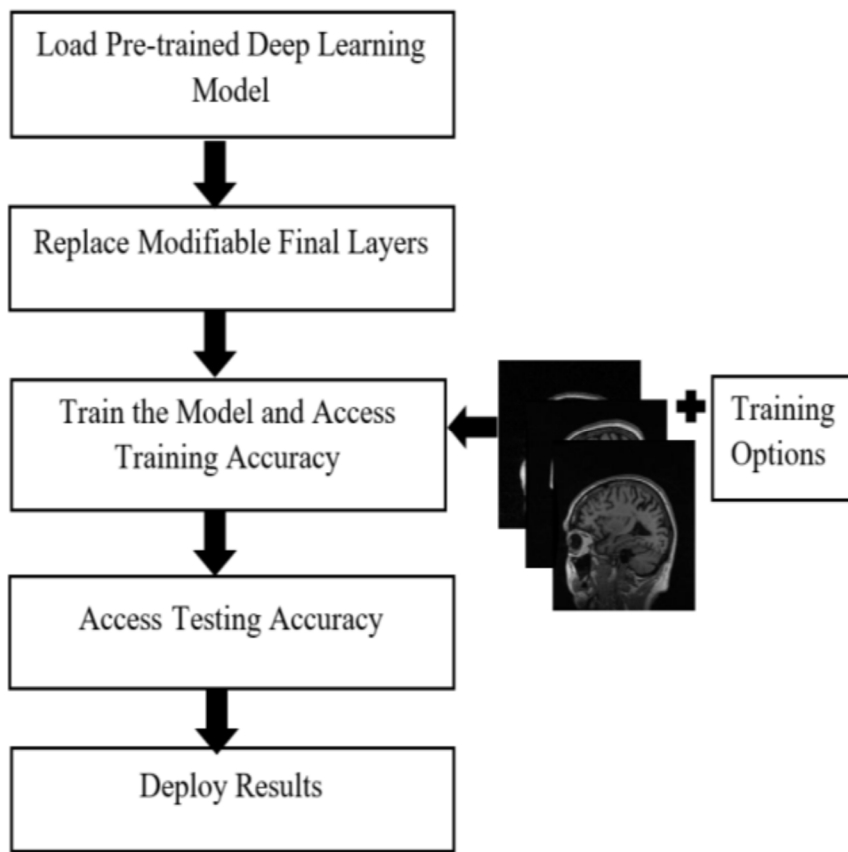 Load Pre-trained Deep Learning
Model
Replace Modifiable Final Layers
Train the Model and Access
Training Accuracy
Training
Options
Access Testing Accuracy
Deploy Results